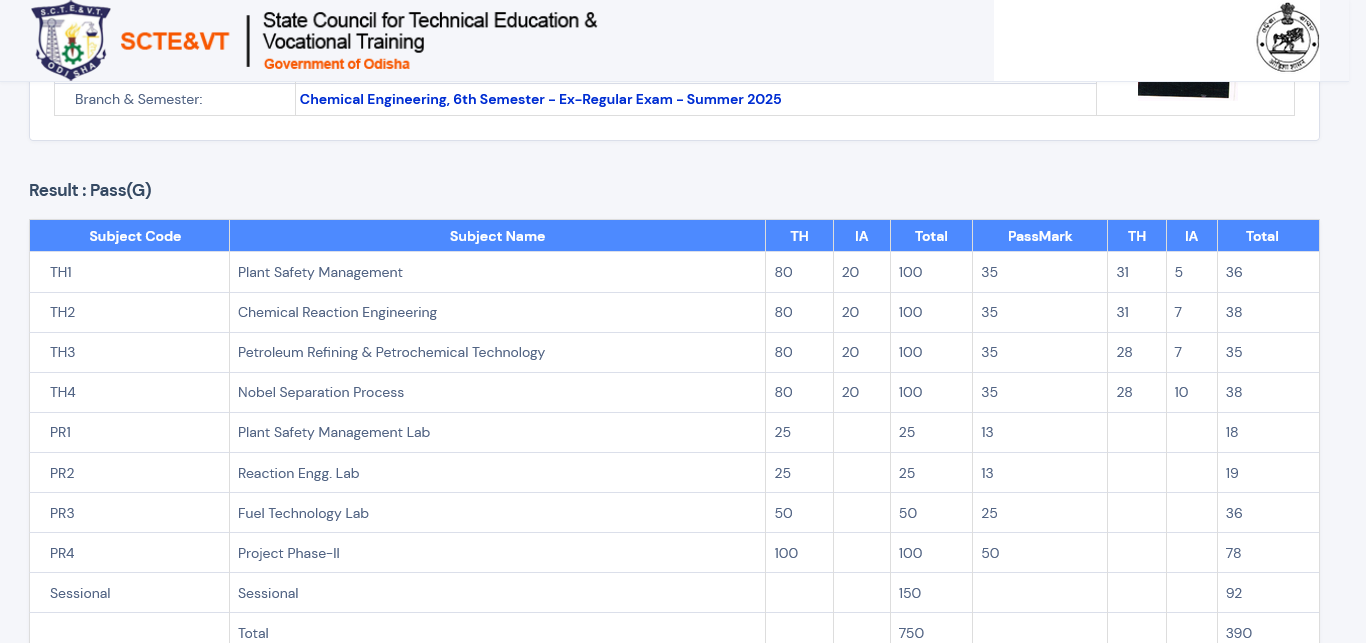 S.C.T.E.& V.T.
ODISHA
SCTE&VT
State Council for Technical Education &
Vocational Training
Government of Odisha
Branch & Semester: Chemical Engineering, 6th Semester - Ex-Regular Exam - Summer 2025
Result : Pass(G)
Subject Code Subject Name TH IA Total PassMark TH IA Total
TH1 Plant Safety Management 80 20 100 35 31 5 36
TH2 Chemical Reaction Engineering 80 20 100 35 31 7 38
TH3 Petroleum Refining & Petrochemical Technology 80 20 100 35 28 7 35
TH4 Nobel Separation Process 80 20 100 35 28 10 38
PR1 Plant Safety Management Lab 25 25 13 18
PR2 Reaction Engg. Lab 25 25 13 19
PR3 Fuel Technology Lab 50 50 25 36
PR4 Project Phase-II 100 100 50 78
Sessional Sessional 150 92
Total 750 390